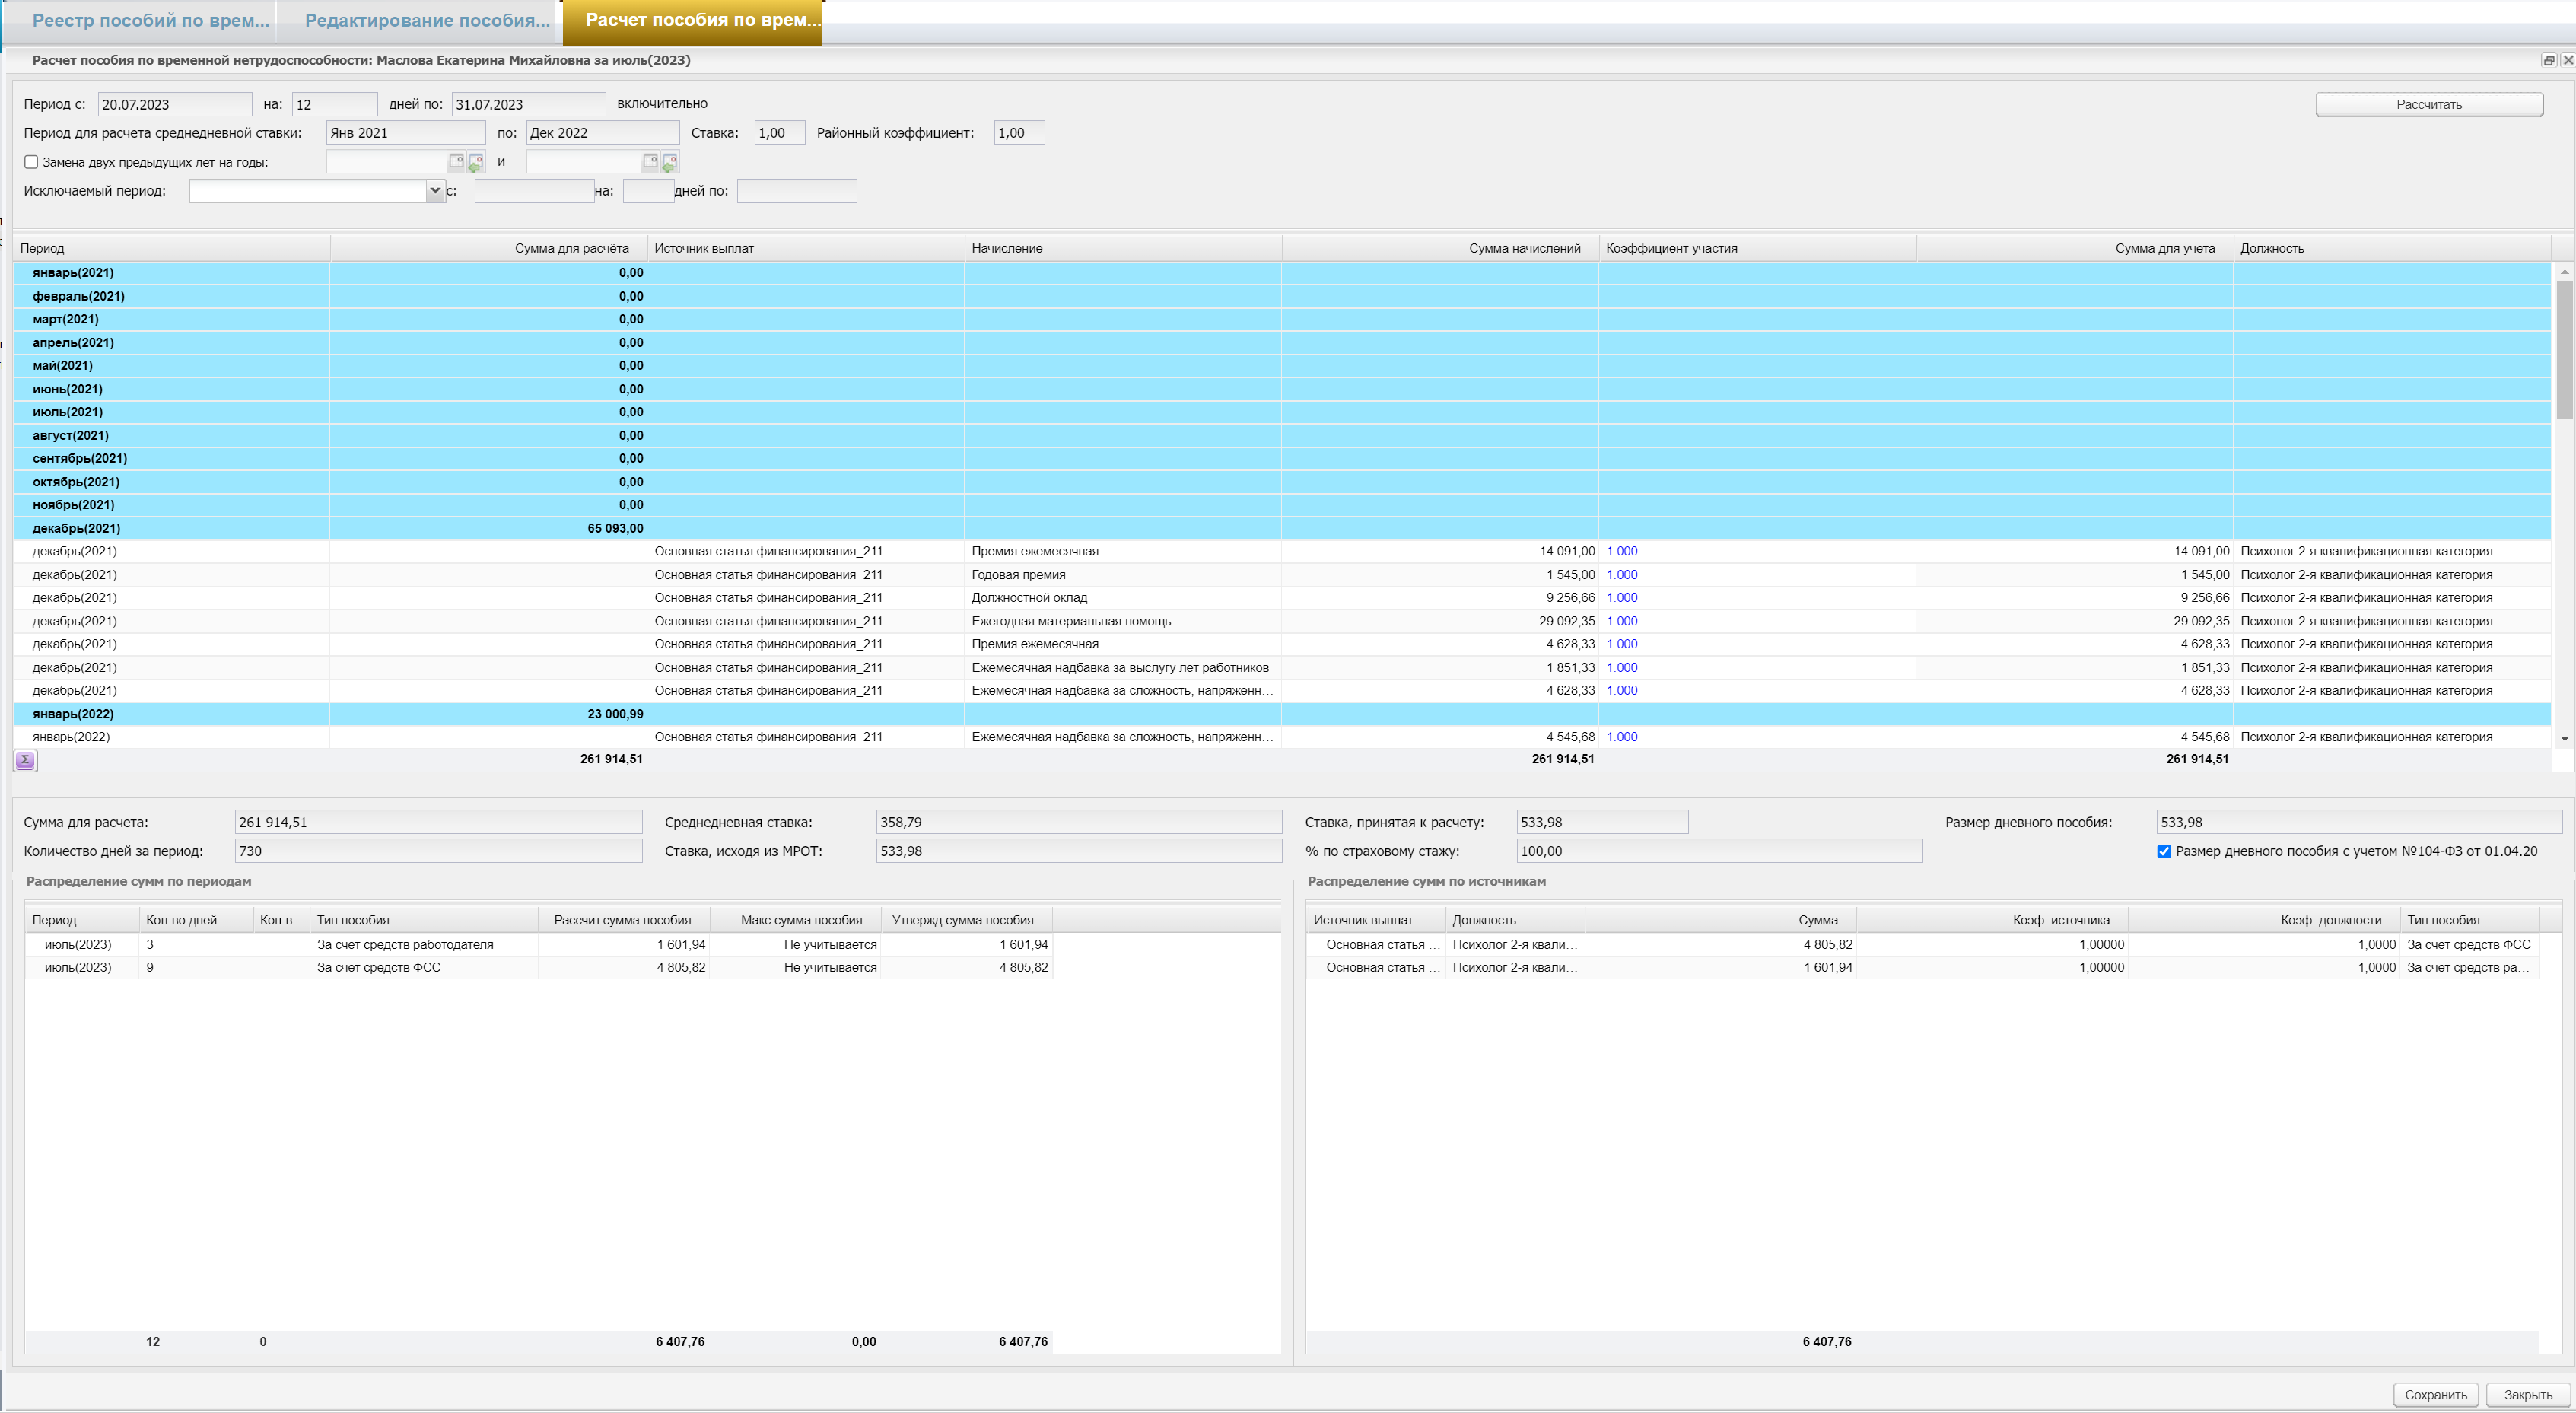 Реестр пособий по врем... Редактирование пособия... Расчет пособия по врем...
Расчет пособия по временной нетрудоспособности: Маслова Екатерина Михайловна за июль(2023)
Период с: 20.07.2023 на: 12 дней по: 31.07.2023 включительно Рассчитать
Период для расчета среднедневной ставки: Янв 2021 по: Дек 2022 Ставка: 1,00 Районный коэффициент: 1,00
Замена двух предыдущих лет на годы: и
Исключаемый период: с: на: дней по:
Период Сумма для расчёта Источник выплат Начисление Сумма начислений Коэффициент участия Сумма для учета Должность
январь(2021) 0,00
февраль(2021) 0,00
март(2021) 0,00
апрель(2021) 0,00
май(2021) 0,00
июнь(2021) 0,00
июль(2021) 0,00
август(2021) 0,00
сентябрь(2021) 0,00
октябрь(2021) 0,00
ноябрь(2021) 0,00
декабрь(2021) 65 093,00
декабрь(2021) Основная статья финансирования_211 Премия ежемесячная 14 091,00 1.000 14 091,00 Психолог 2-я квалификационная категория
декабрь(2021) Основная статья финансирования_211 Годовая премия 1 545,00 1.000 1 545,00 Психолог 2-я квалификационная категория
декабрь(2021) Основная статья финансирования_211 Должностной оклад 9 256,66 1.000 9 256,66 Психолог 2-я квалификационная категория
декабрь(2021) Основная статья финансирования_211 Ежегодная материальная помощь 29 092,35 1.000 29 092,35 Психолог 2-я квалификационная категория
декабрь(2021) Основная статья финансирования_211 Премия ежемесячная 4 628,33 1.000 4 628,33 Психолог 2-я квалификационная категория
декабрь(2021) Основная статья финансирования_211 Ежемесячная надбавка за выслугу лет работников 1 851,33 1.000 1 851,33 Психолог 2-я квалификационная категория
декабрь(2021) Основная статья финансирования_211 Ежемесячная надбавка за сложность, напряженн... 4 628,33 1.000 4 628,33 Психолог 2-я квалификационная категория
январь(2022) 23 000,99
январь(2022) Основная статья финансирования_211 Ежемесячная надбавка за сложность, напряженн... 4 545,68 1.000 4 545,68 Психолог 2-я квалификационная категория
Σ 261 914,51 261 914,51 261 914,51
Сумма для расчета: 261 914,51 Среднедневная ставка: 358,79 Ставка, принятая к расчету: 533,98 Размер дневного пособия: 533,98
Количество дней за период: 730 Ставка, исходя из МРОТ: 533,98 % по страховому стажу: 100,00 Размер дневного пособия с учетом №104-ФЗ от 01.04.20
Распределение сумм по периодам
Период Кол-во дней Кол-в... Тип пособия Рассчит.сумма пособия Макс.сумма пособия Утвержд.сумма пособия
июль(2023) 3 За счет средств работодателя 1 601,94 Не учитывается 1 601,94
июль(2023) 9 За счет средств ФСС 4 805,82 Не учитывается 4 805,82
12 0 6 407,76 0,00 6 407,76
Распределение сумм по источникам
Источник выплат Должность Сумма Коэф. источника Коэф. должности Тип пособия
Основная статья ... Психолог 2-я квали... 4 805,82 1,00000 1,0000 За счет средств ФСС
Основная статья ... Психолог 2-я квали... 1 601,94 1,00000 1,0000 За счет средств ра...
6 407,76
Сохранить Закрыть